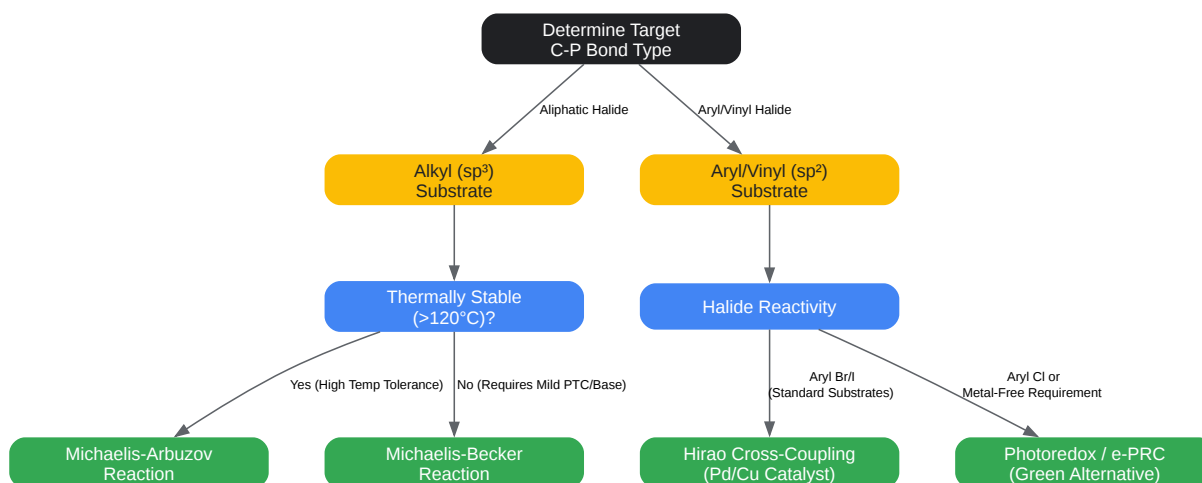 Determine Target
C-P Bond Type
Aliphatic Halide
Aryl/Vinyl Halide
Alkyl (sp³)
Substrate
Aryl/Vinyl (sp²)
Substrate
Thermally Stable
(>120°C)?
Halide Reactivity
Yes (High Temp Tolerance)
No (Requires Mild PTC/Base)
Aryl Br/I
(Standard Substrates)
Aryl Cl or
Metal-Free Requirement
Michaelis-Arbuzov
Reaction
Michaelis-Becker
Reaction
Hirao Cross-Coupling
(Pd/Cu Catalyst)
Photoredox / e-PRC
(Green Alternative)